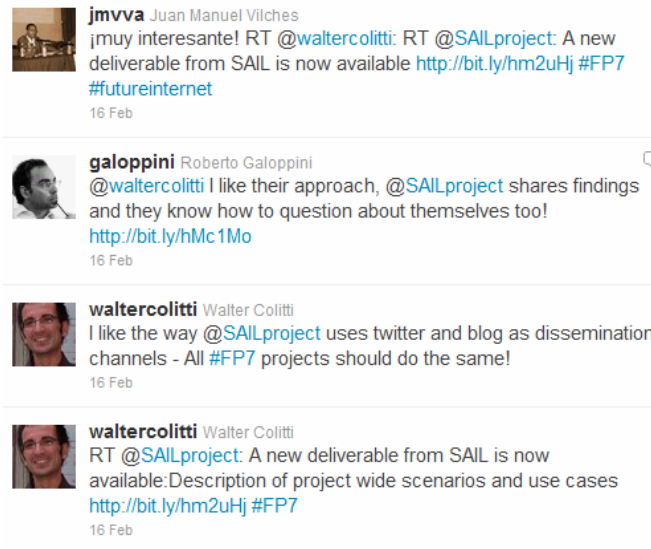 jmvva Juan Manuel Vilches
¡muy interesante! RT @waltercolitti: RT @SAILproject: A new
deliverable from SAIL is now available http://bit.ly/hm2uHj #FP7
#futureinternet
16 Feb
galoppini Roberto Galoppini
@waltercolitti I like their approach, @SAILproject shares findings
and they know how to question about themselves too!
http://bit.ly/hMc1Mo
16 Feb
waltercolitti Walter Colitti
I like the way @SAILproject uses twitter and blog as dissemination
channels - All #FP7 projects should do the same!
16 Feb
waltercolitti Walter Colitti
RT @SAILproject: A new deliverable from SAIL is now
available:Description of project wide scenarios and use cases
http://bit.ly/hm2uHj #FP7
16 Feb